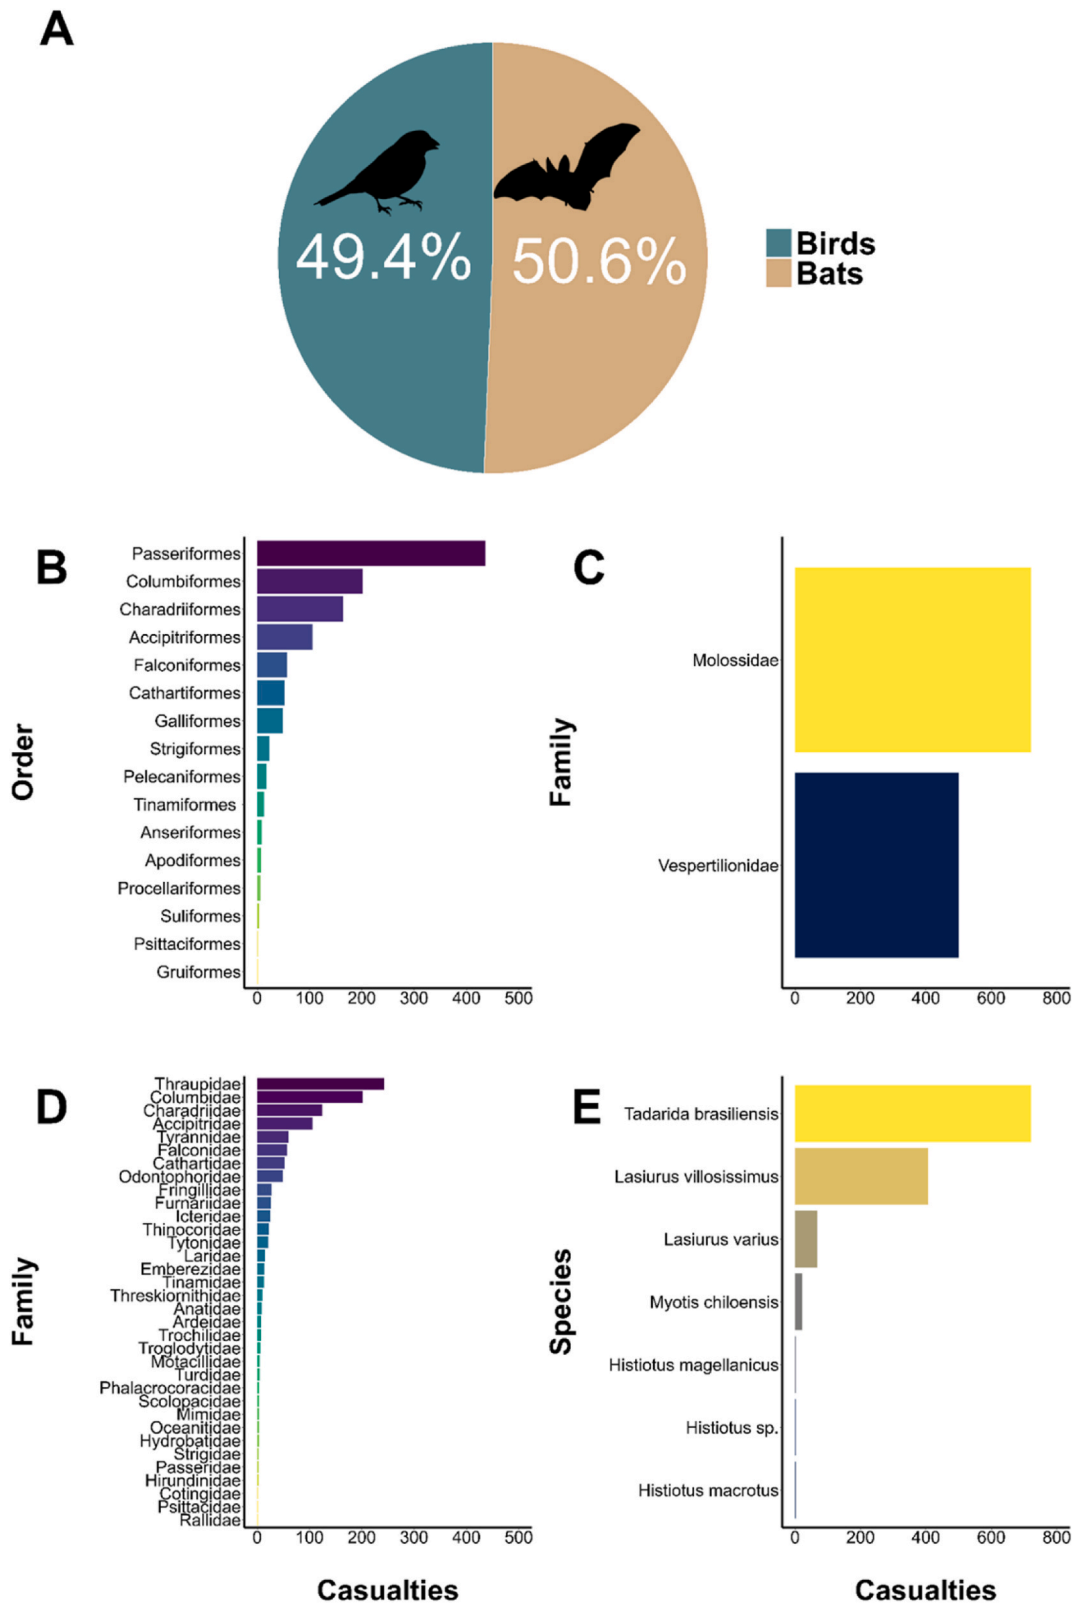 A
49.4%
50.6%
Birds
Bats
B
Order
Passeriformes
Columbiformes
Charadriiformes
Accipitriformes
Falconiformes
Cathartiformes
Galliformes
Strigiformes
Pelecaniformes
Tinamiformes
Anseriformes
Apodiformes
Procellariformes
Suliformes
Psittaciformes
Gruiformes
0 100 200 300 400 500
C
Family
Molossidae
Vespertilionidae
0 200 400 600 800
D
Family
Thraupidae
Columbidae
Charadriidae
Accipitridae
Tyrannidae
Falconidae
Cathartidae
Odontophoridae
Fringillidae
Furnariidae
Icteridae
Thinocoridae
Tytonidae
Laridae
Emberezidae
Tinamidae
Threskiornithidae
Anatidae
Ardeidae
Trochilidae
Troglodytidae
Motacillidae
Turdidae
Phalacrocoracidae
Scolopacidae
Mimidae
Oceanitidae
Hydrobatidae
Strigidae
Passeridae
Hirundinidae
Cotingidae
Psittacidae
Rallidae
0 100 200 300 400 500
Casualties
E
Species
Tadarida brasiliensis
Lasiurus villosissimus
Lasiurus varius
Myotis chiloensis
Histiotus magellanicus
Histiotus sp.
Histiotus macrotus
0 200 400 600 800
Casualties